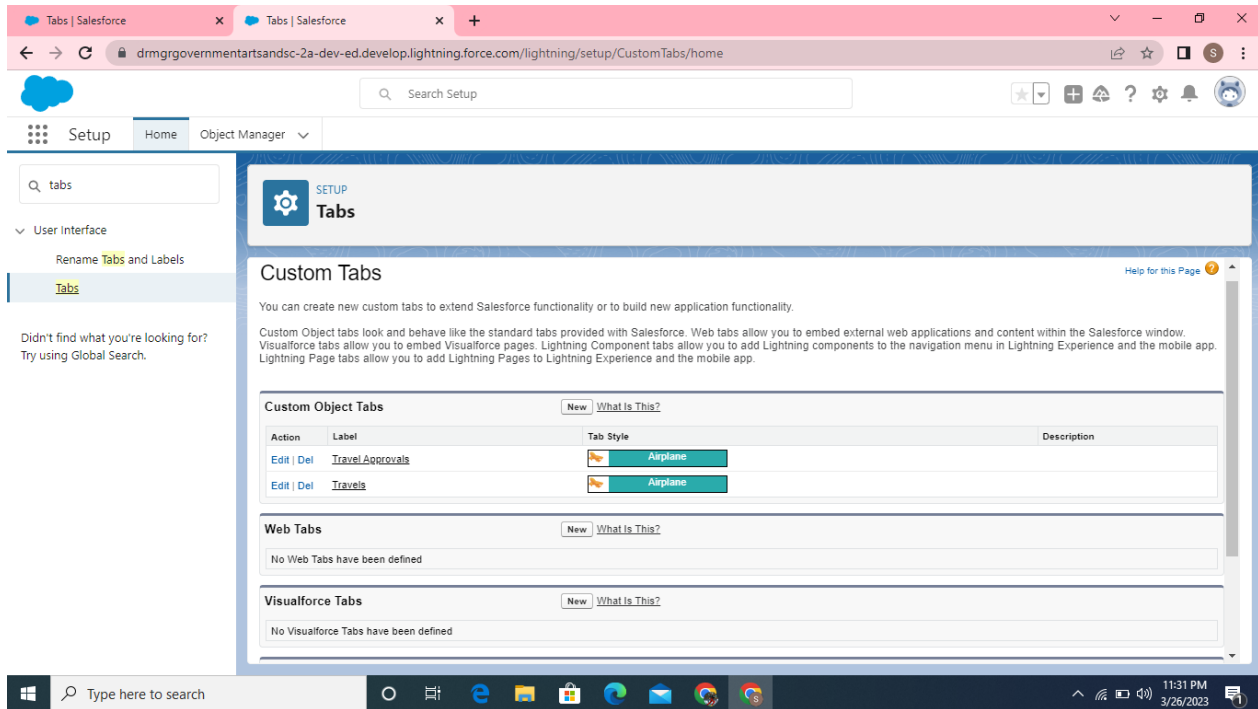 Tabs | Salesforce
Tabs | Salesforce
drmgrgovernmentartsandsc-2a-dev-ed.develop.lightning.force.com/lightning/setup/CustomTabs/home
S
Search Setup
Setup
Home
Object Manager
tabs
User Interface
Rename Tabs and Labels
Tabs
Didn't find what you're looking for?
Try using Global Search.
SETUP
Tabs
Custom Tabs
Help for this Page
You can create new custom tabs to extend Salesforce functionality or to build new application functionality.
Custom Object tabs look and behave like the standard tabs provided with Salesforce. Web tabs allow you to embed external web applications and content within the Salesforce window.
Visualforce tabs allow you to embed Visualforce pages. Lightning Component tabs allow you to add Lightning components to the navigation menu in Lightning Experience and the mobile app.
Lightning Page tabs allow you to add Lightning Pages to Lightning Experience and the mobile app.
Custom Object Tabs New What Is This?
Action Label Tab Style Description
Edit | Del Travel Approvals Airplane
Edit | Del Travels Airplane
Web Tabs New What Is This?
No Web Tabs have been defined
Visualforce Tabs New What Is This?
No Visualforce Tabs have been defined
Type here to search
11:31 PM
3/26/2023
1